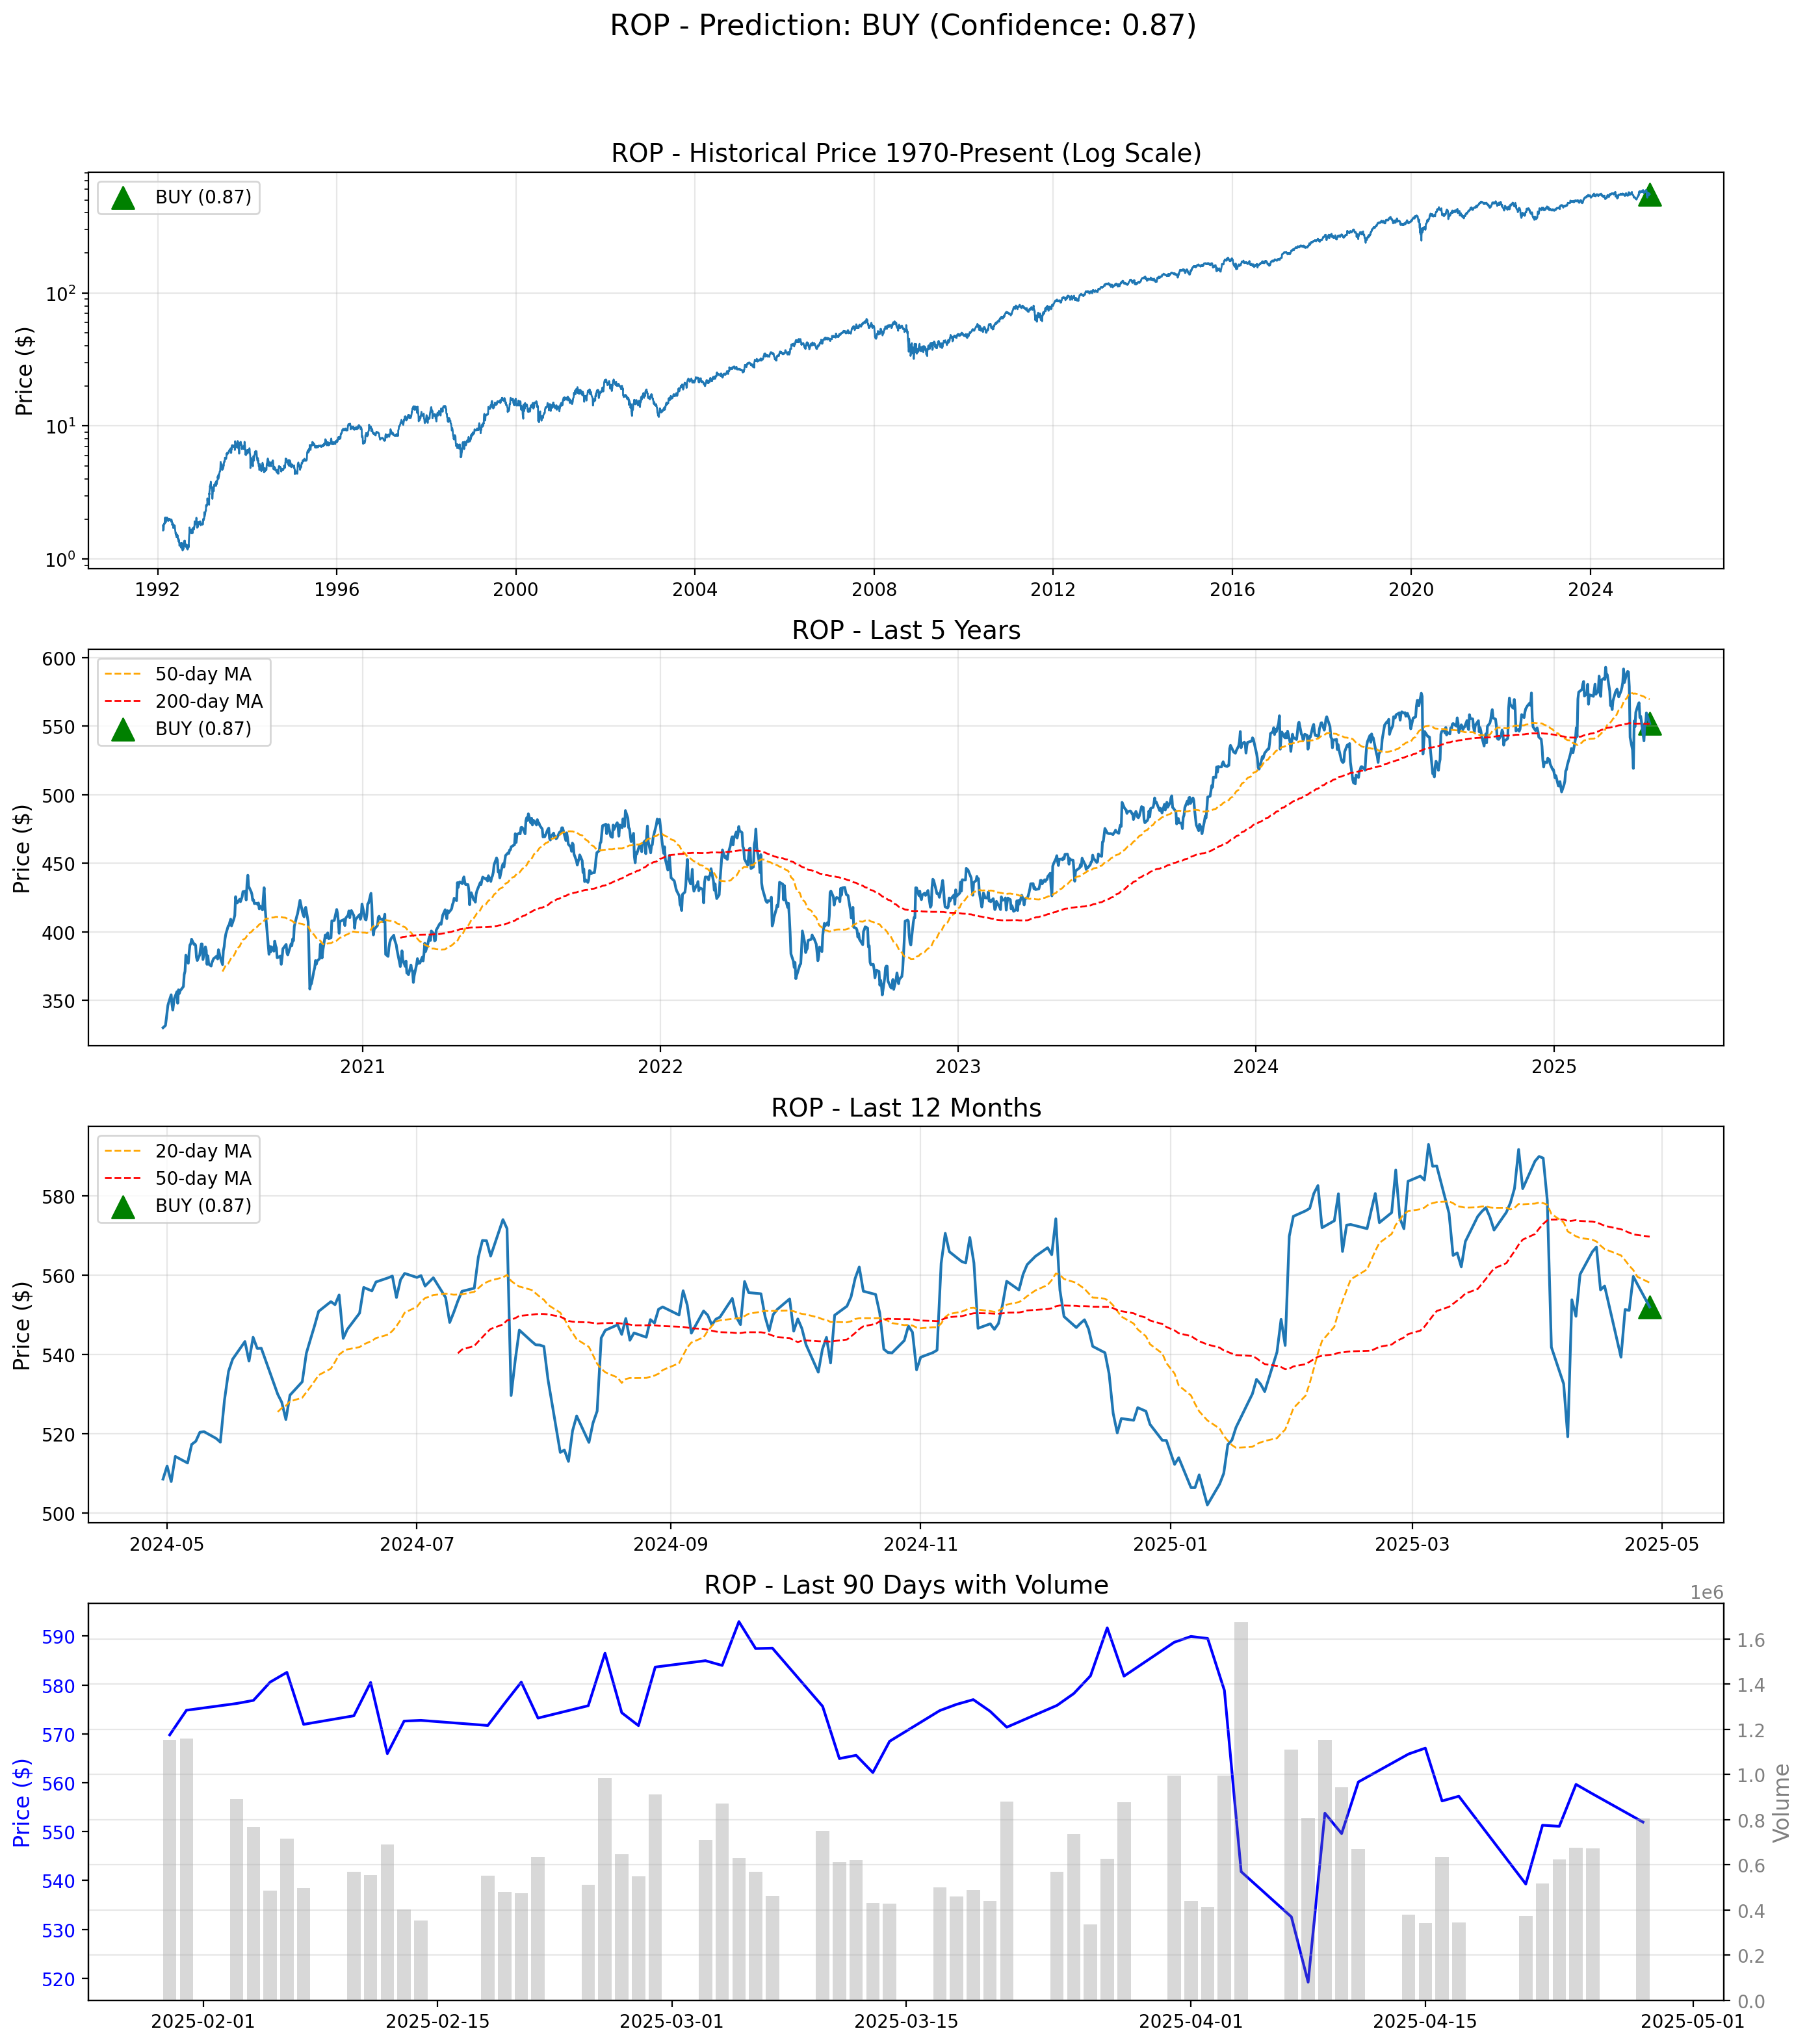 ROP - Prediction: BUY (Confidence: 0.87)
ROP - Historical Price 1970-Present (Log Scale)
BUY (0.87)
Price ($)
10²
10¹
10⁰
1992 1996 2000 2004 2008 2012 2016 2020 2024
ROP - Last 5 Years
50-day MA
200-day MA
BUY (0.87)
Price ($)
600
550
500
450
400
350
2021 2022 2023 2024 2025
ROP - Last 12 Months
20-day MA
50-day MA
BUY (0.87)
Price ($)
580
560
540
520
500
2024-05 2024-07 2024-09 2024-11 2025-01 2025-03 2025-05
ROP - Last 90 Days with Volume
1e6
Price ($)
590
580
570
560
550
540
530
520
1.6
1.4
1.2
1.0
0.8
0.6
0.4
0.2
0.0
Volume
2025-02-01 2025-02-15 2025-03-01 2025-03-15 2025-04-01 2025-04-15 2025-05-01